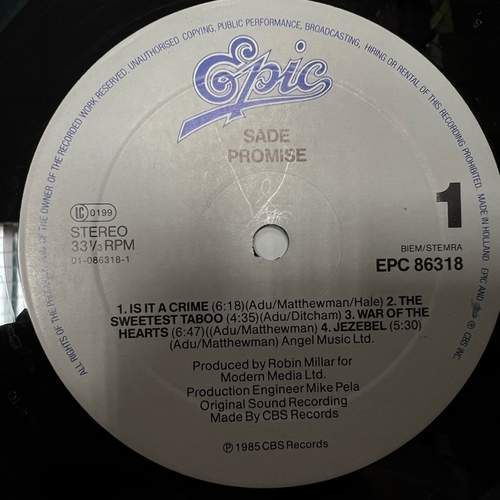 ALL RIGHTS OF THE PRODUCER AND OF THE OWNER OF THE RECORDED WORK RESERVED. UNAUTHORISED COPYING, PUBLIC PERFORMANCE, BROADCASTING, HIRING OR RENTAL OF THIS RECORDING PROHIBITED. MADE IN HOLLAND. EPIC AND ARE ℗ CBS INC.
Epic
SADE
PROMISE
LC 0199
STEREO
33⅓ RPM
01-086318-1
1
BIEM/STEMRA
EPC 86318
1. IS IT A CRIME (6:18)(Adu/Matthewman/Hale) 2. THE
SWEETEST TABOO (4:35)(Adu/Ditcham) 3. WAR OF THE
HEARTS (6:47)((Adu/Matthewman) 4. JEZEBEL (5:30)
(Adu/Matthewman) Angel Music Ltd.
Produced by Robin Millar for
Modern Media Ltd.
Production Engineer Mike Pela
Original Sound Recording
Made By CBS Records
℗ 1985 CBS Records